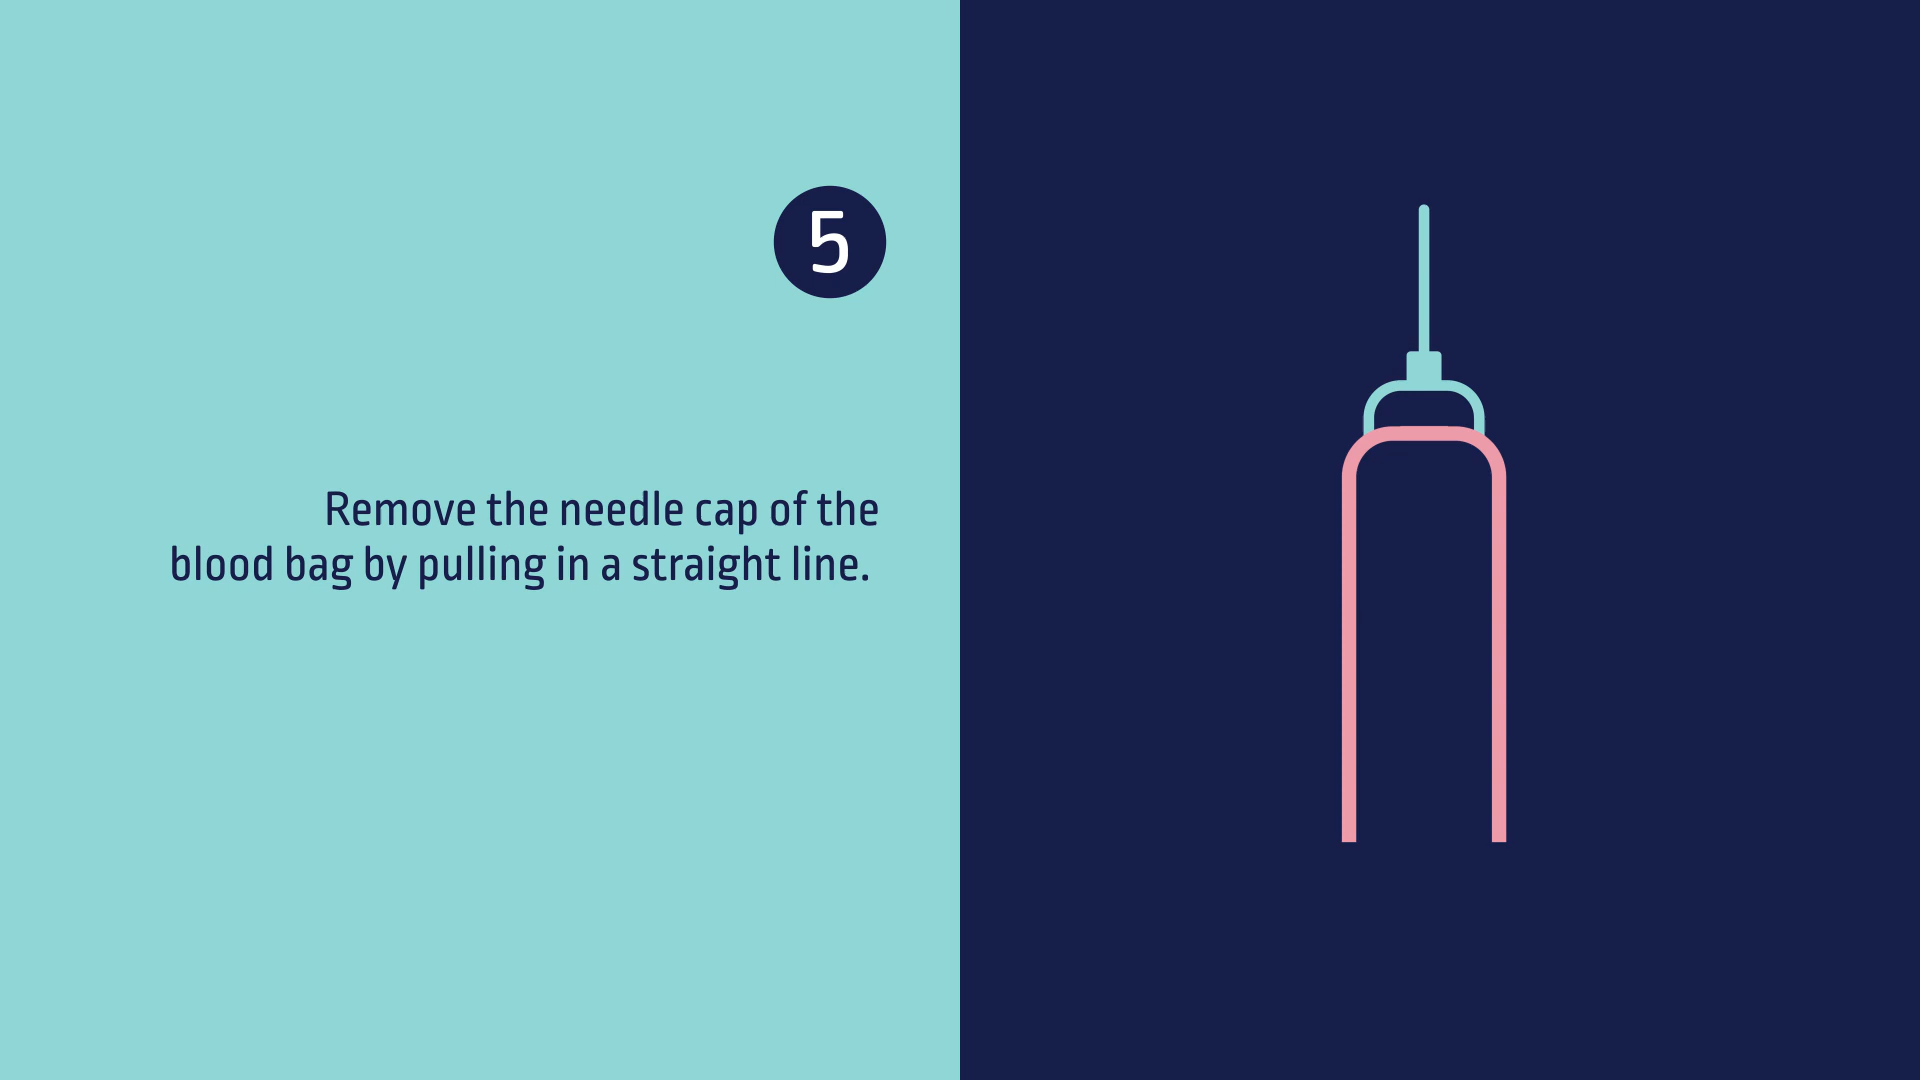 5
Remove the needle cap of the
blood bag by pulling in a straight line.